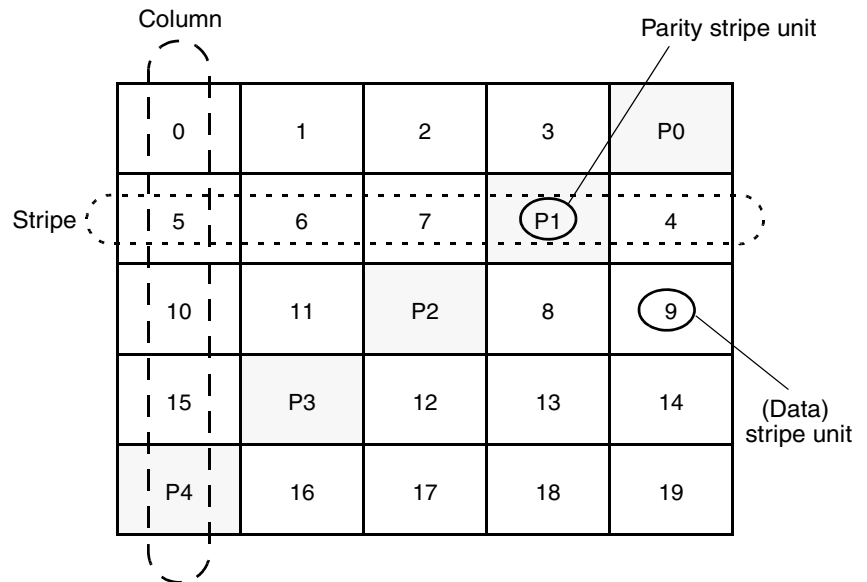 Column
Parity stripe unit
0 1 2 3 P0
Stripe 5 6 7 P1 4
10 11 P2 8 9
15 P3 12 13 14
(Data)
stripe unit
P4 16 17 18 19